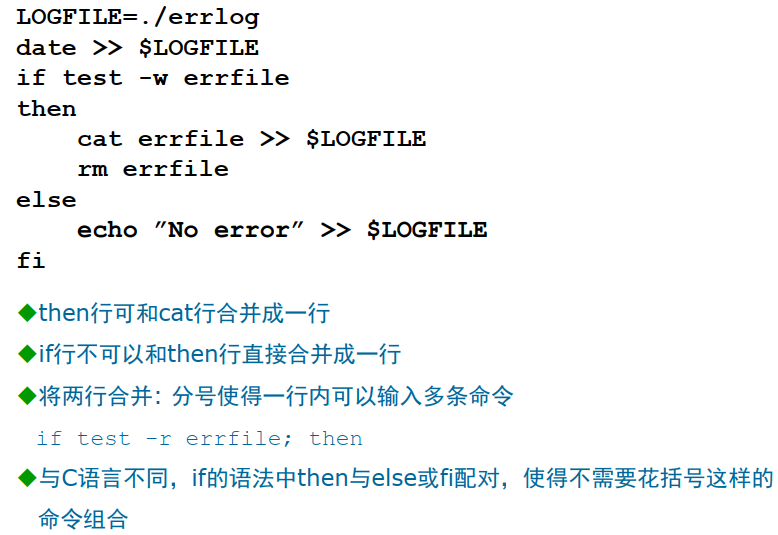 LOGFILE=./errlog
date >> $LOGFILE
if test -w errfile
then
    cat errfile >> $LOGFILE
    rm errfile
else
    echo ″No error″ >> $LOGFILE
fi
◆then行可和cat行合并成一行
◆if行不可以和then行直接合并成一行
◆将两行合并：分号使得一行内可以输入多条命令
if test -r errfile; then
◆与C语言不同，if的语法中then与else或fi配对，使得不需要花括号这样的
命令组合